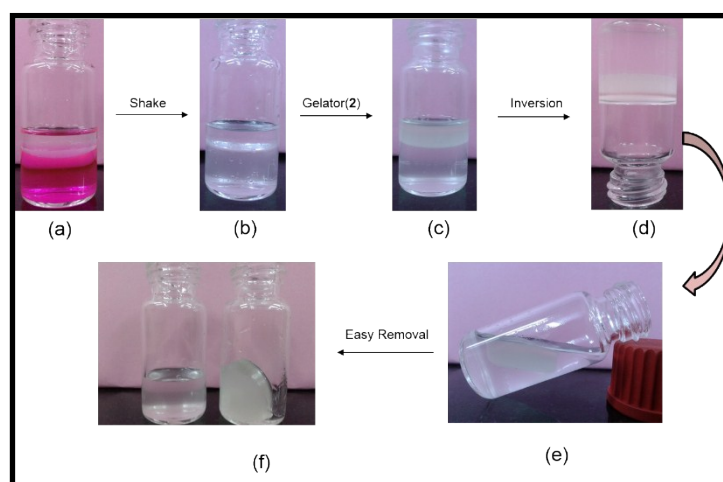 Shake
Gelator(2)
Inversion
(a)
(b)
(c)
(d)
Easy Removal
(f)
(e)